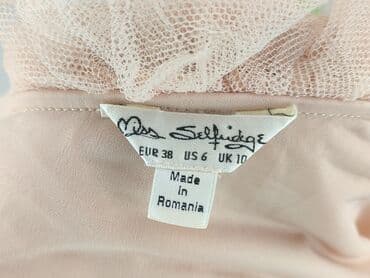 Miss Selfridge
EUR 38 US 6 UK 10
Made
in
Romania